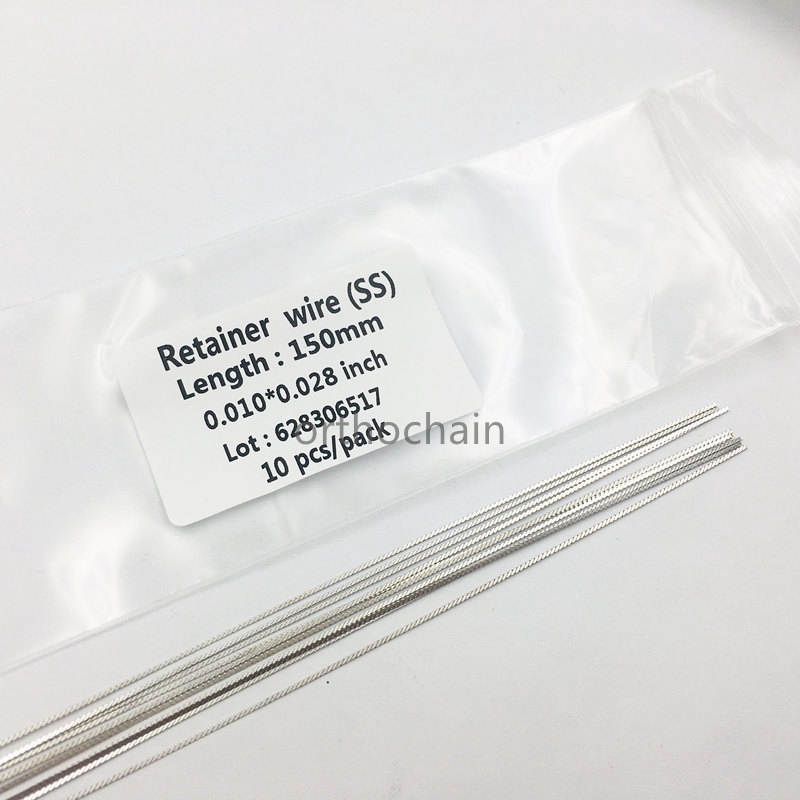 Retainer wire (SS)
Length : 150mm
0.010*0.028 inch
Lot : 628306517
10 pcs/pack
orthochain